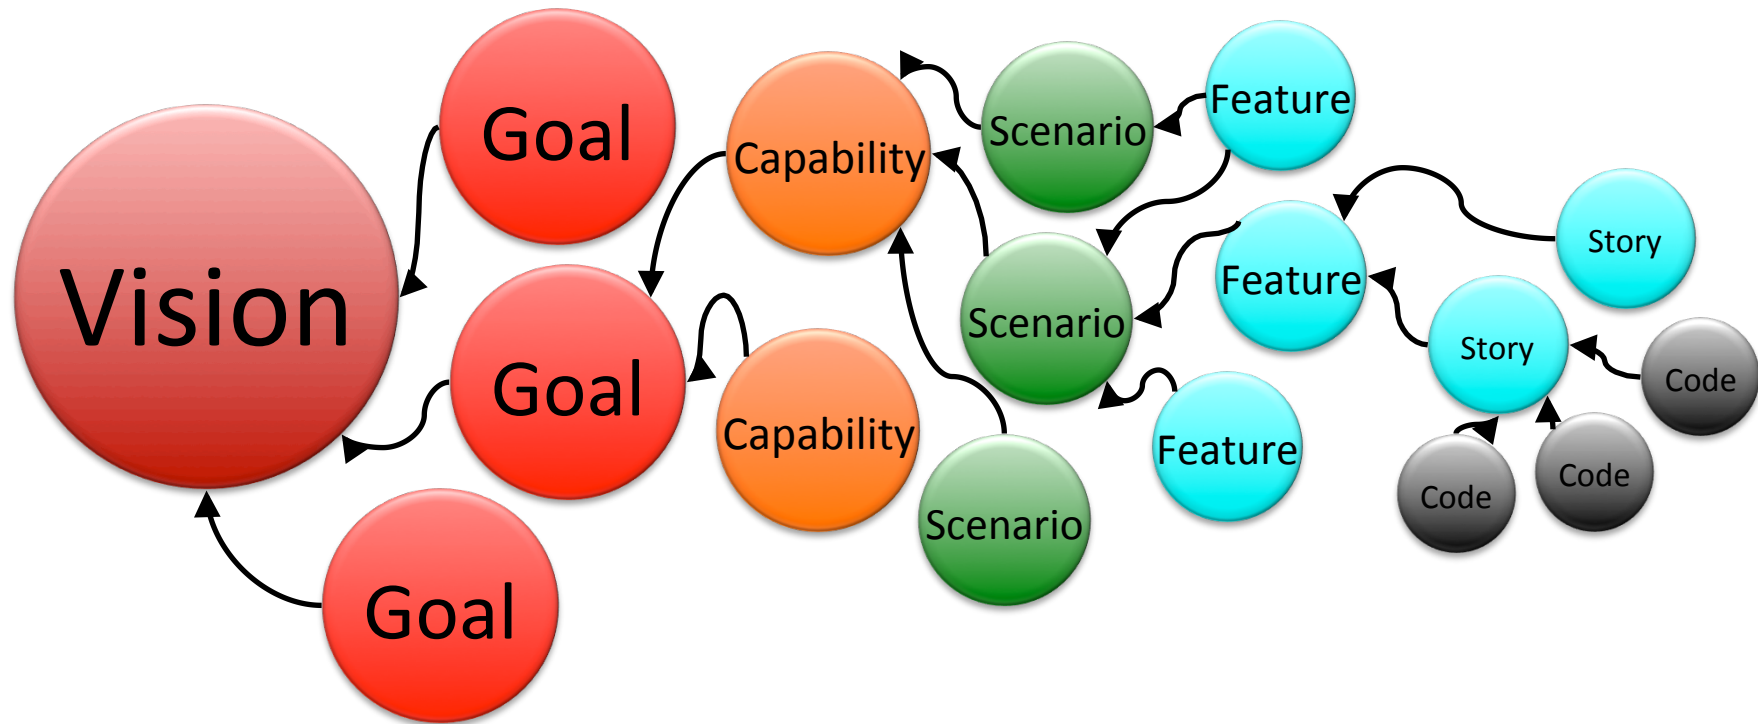 Vision
Goal
Goal
Goal
Capability
Capability
Scenario
Scenario
Scenario
Feature
Feature
Feature
Story
Story
Code
Code
Code